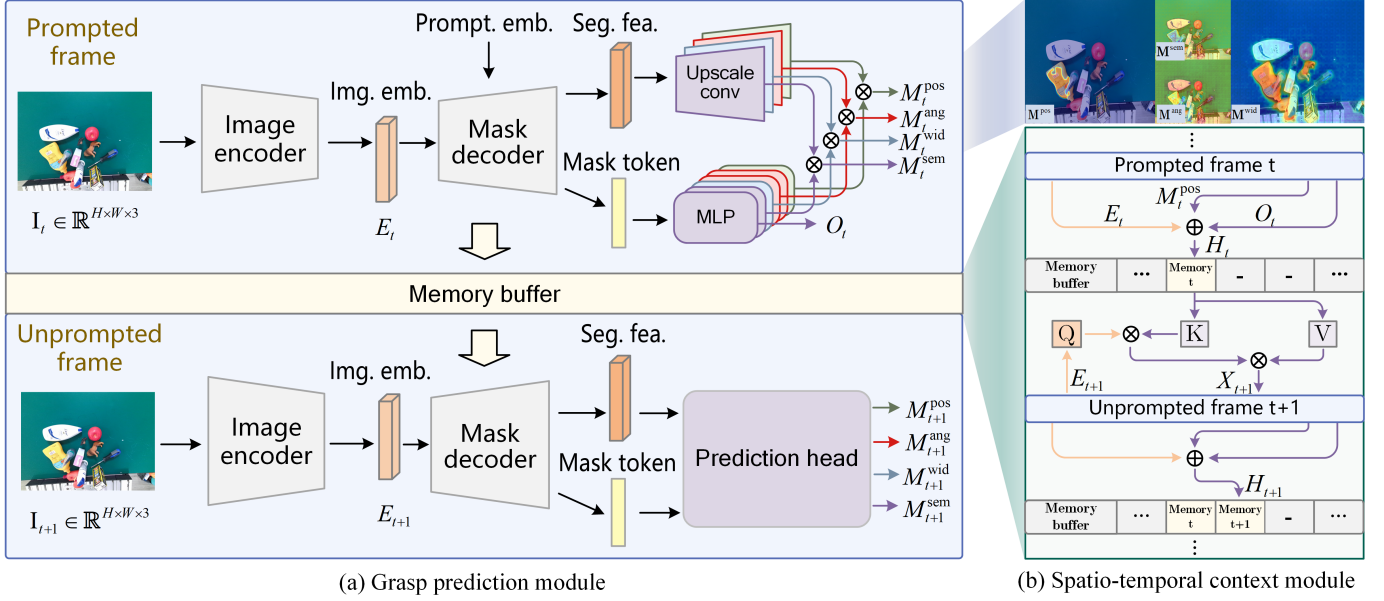 Prompted
frame
Prompt. emb.
Seg. fea.
Img. emb.
Image
encoder
Mask
decoder
Upscale
conv
Mask token
MLP
I_t ∈ ℝ^{H×W×3}
E_t
O_t
M_t^{pos}
M_t^{ang}
M_t^{wid}
M_t^{sem}
Memory buffer
Unprompted
frame
Seg. fea.
Img. emb.
Image
encoder
Mask
decoder
Mask token
Prediction head
I_{t+1} ∈ ℝ^{H×W×3}
E_{t+1}
M_{t+1}^{pos}
M_{t+1}^{ang}
M_{t+1}^{wid}
M_{t+1}^{sem}
(a) Grasp prediction module
M^{pos}
M^{sem}
M^{ang}
M^{wid}
⋮
Prompted frame t
M_t^{pos}
E_t
O_t
H_t
Memory
buffer
...
Memory
t
-
-
...
Q
K
V
E_{t+1}
X_{t+1}
Unprompted frame t+1
H_{t+1}
Memory
buffer
...
Memory
t
Memory
t+1
-
...
⋮
(b) Spatio-temporal context module